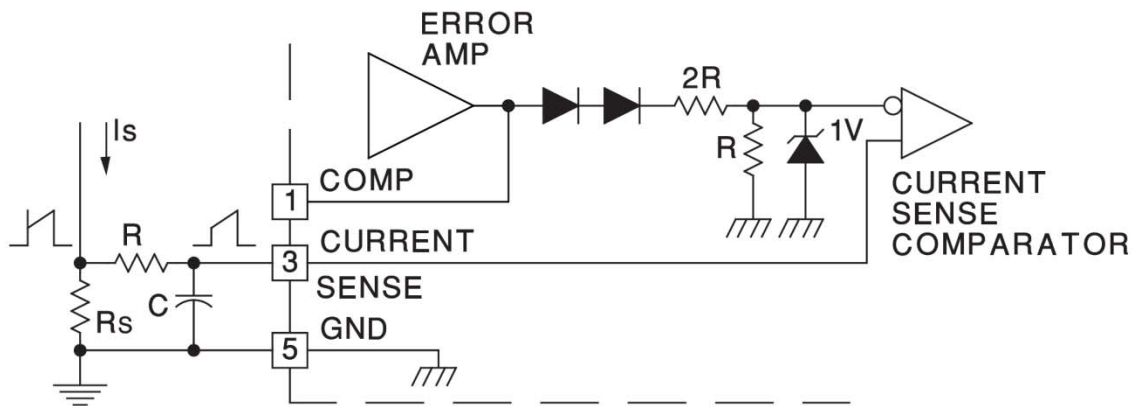 ERROR
AMP
2R
1V
R
Is
1
COMP
CURRENT
SENSE
COMPARATOR
R
3
CURRENT
SENSE
C
Rs
5
GND